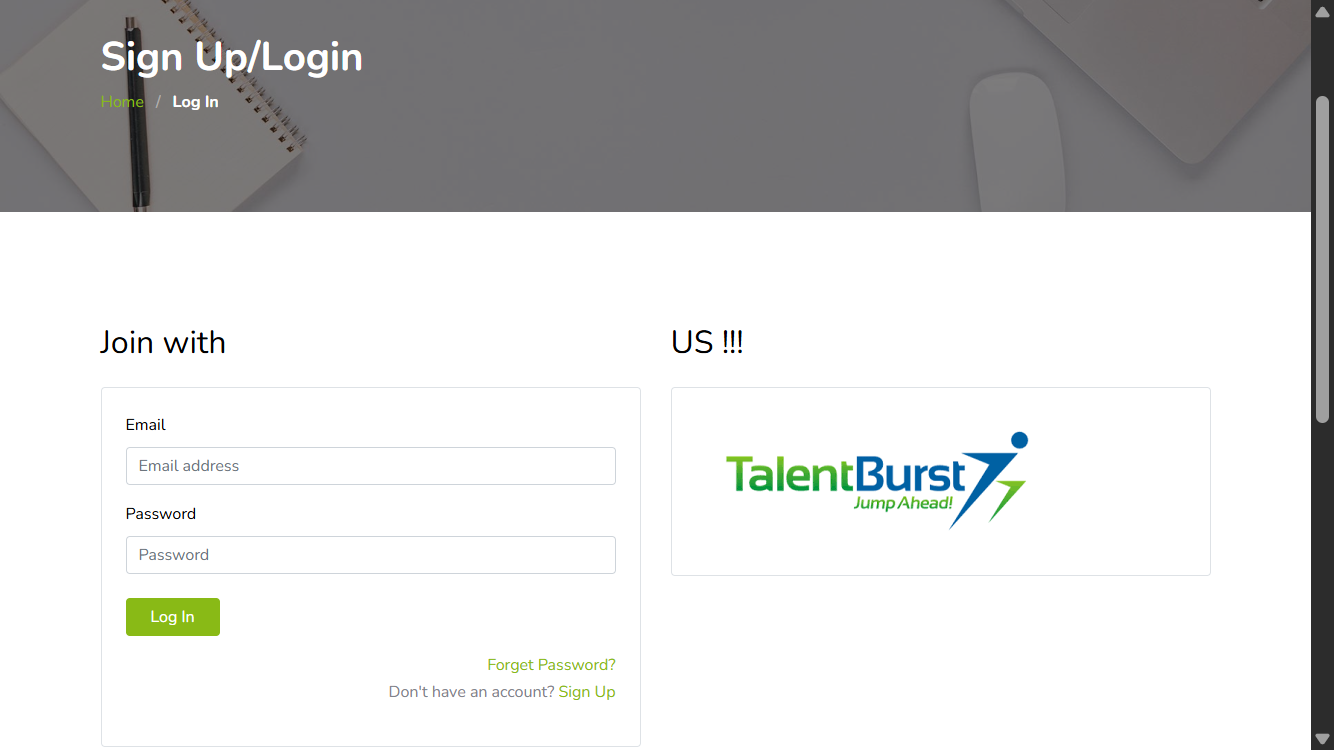 Sign Up/Login
Home / Log In
Join with
US !!!
Email
Email address
Password
Password
Log In
Forget Password?
Don't have an account? Sign Up
TalentBurst
Jump Ahead!